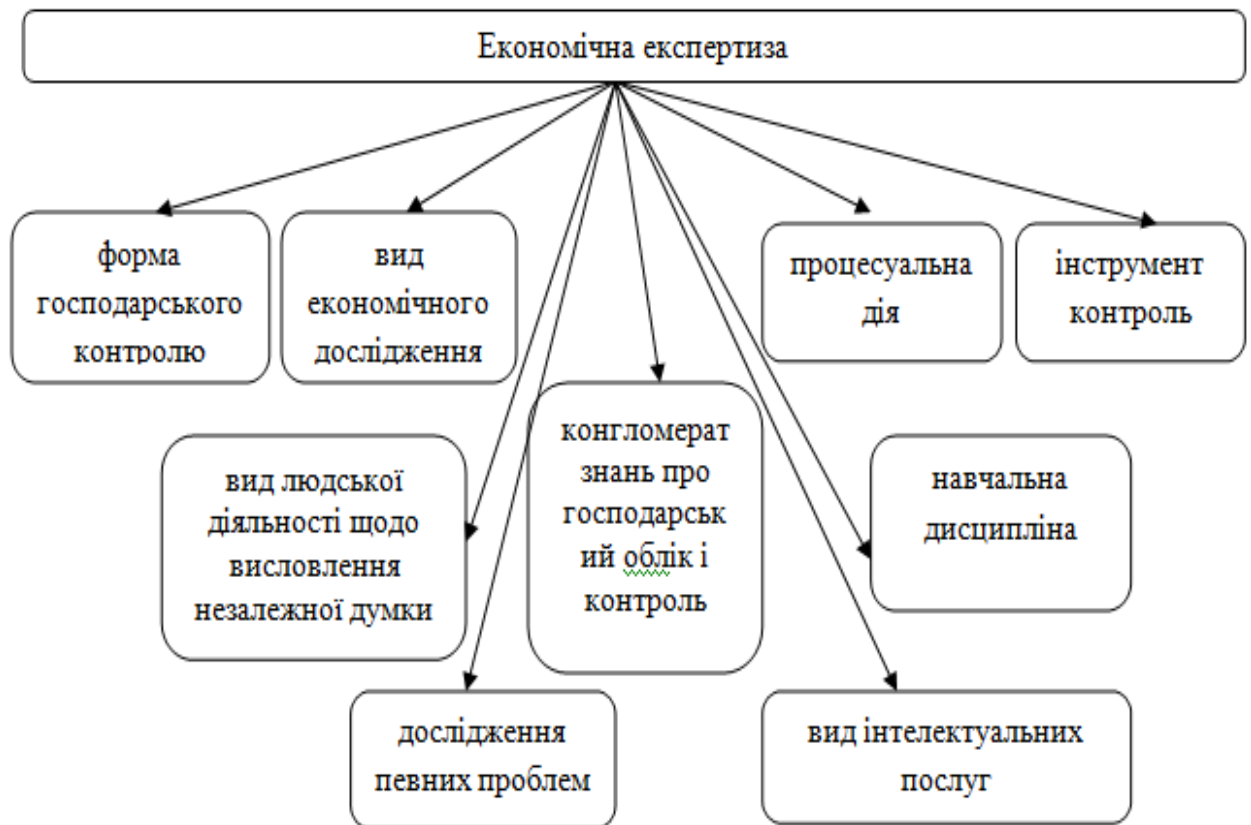 Економічна експертиза
форма
господарського
контролю
вид
економічного
дослідження
процесуальна
дія
інструмент
контроль
вид людської
діяльності щодо
висловлення
незалежної думки
конгломерат
знань про
господарськ
ий облік і
контроль
навчальна
дисципліна
дослідження
певних проблем
вид інтелектуальних
послуг